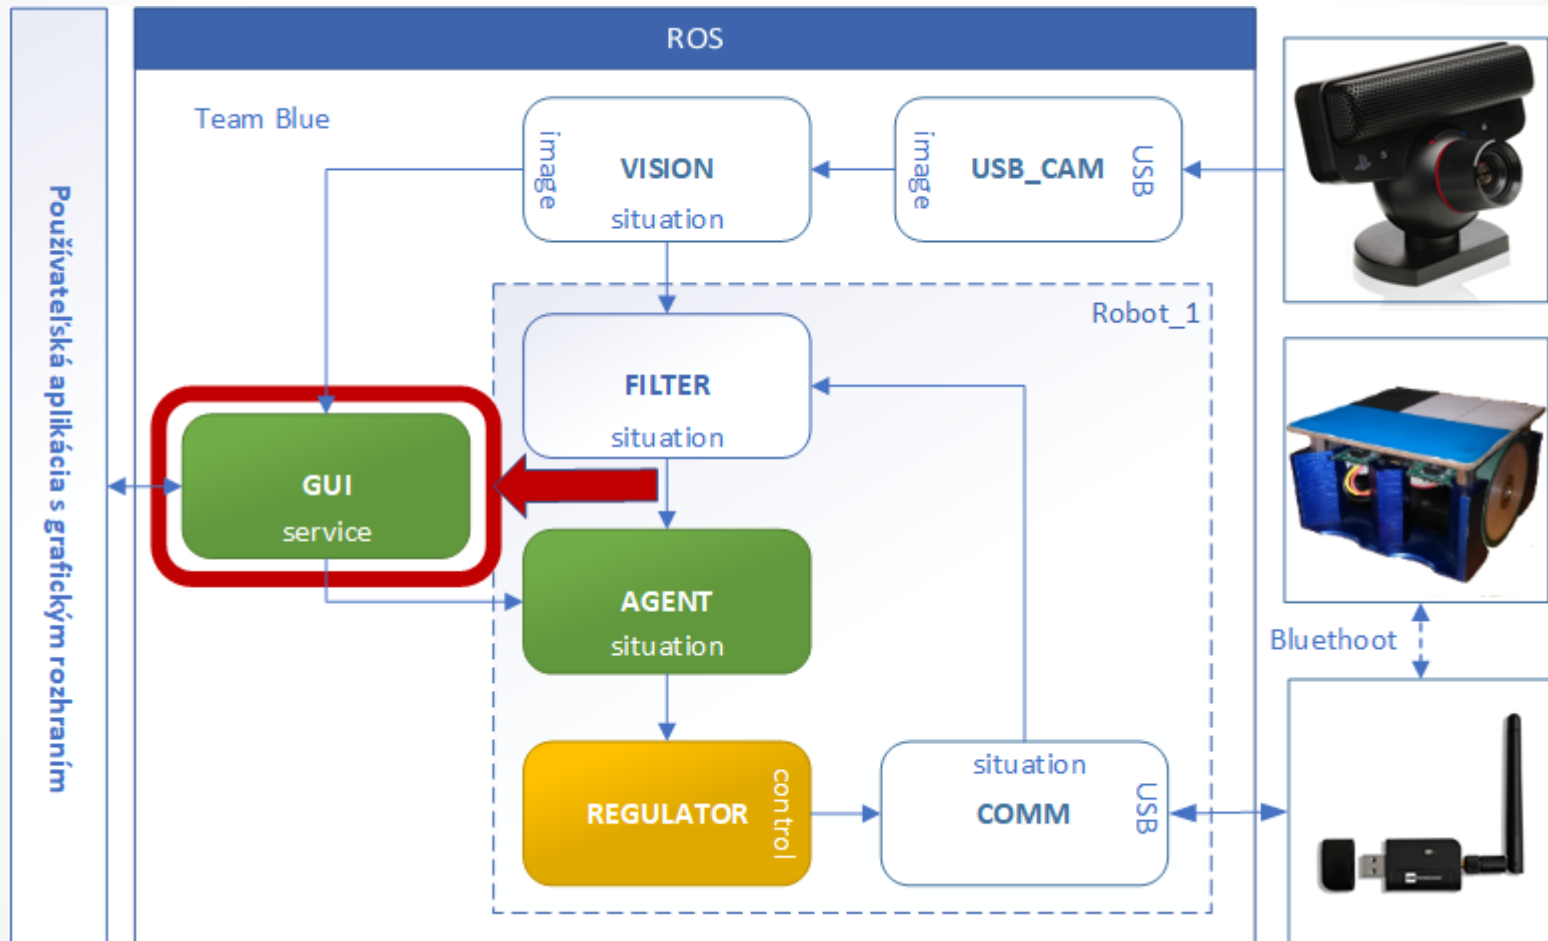 ROS
Team Blue
Používateľská aplikácia s grafickým rozhraním
image
VISION
situation
image
USB_CAM
USB
Robot_1
FILTER
situation
GUI
service
AGENT
situation
REGULATOR
control
situation
COMM
USB
Bluethoot